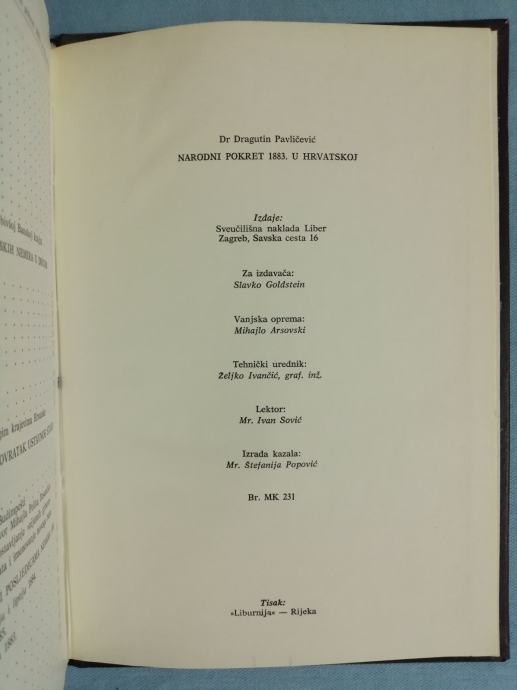 Dr Dragutin Pavličević
NARODNI POKRET 1883. U HRVATSKOJ
Izdaje:
Sveučilišna naklada Liber
Zagreb, Savska cesta 16
Za izdavača:
Slavko Goldstein
Vanjska oprema:
Mihajlo Arsovski
Tehnički urednik:
Željko Ivančić, graf. inž.
Lektor:
Mr. Ivan Sović
Izrada kazala:
Mr. Štefanija Popović
Br. MK 231
Tisak:
»Liburnija« — Rijeka